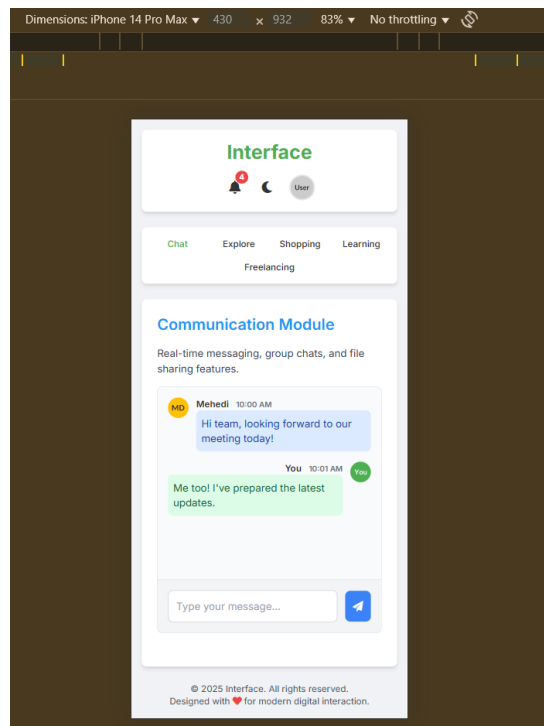 Dimensions: iPhone 14 Pro Max ▼ 430 × 932 83% ▼ No throttling ▼
Interface
4
User
Chat Explore Shopping Learning
Freelancing
Communication Module
Real-time messaging, group chats, and file
sharing features.
MD Mehedi 10:00 AM
Hi team, looking forward to our
meeting today!
You 10:01 AM You
Me too! I've prepared the latest
updates.
Type your message...
© 2025 Interface. All rights reserved.
Designed with ❤️ for modern digital interaction.